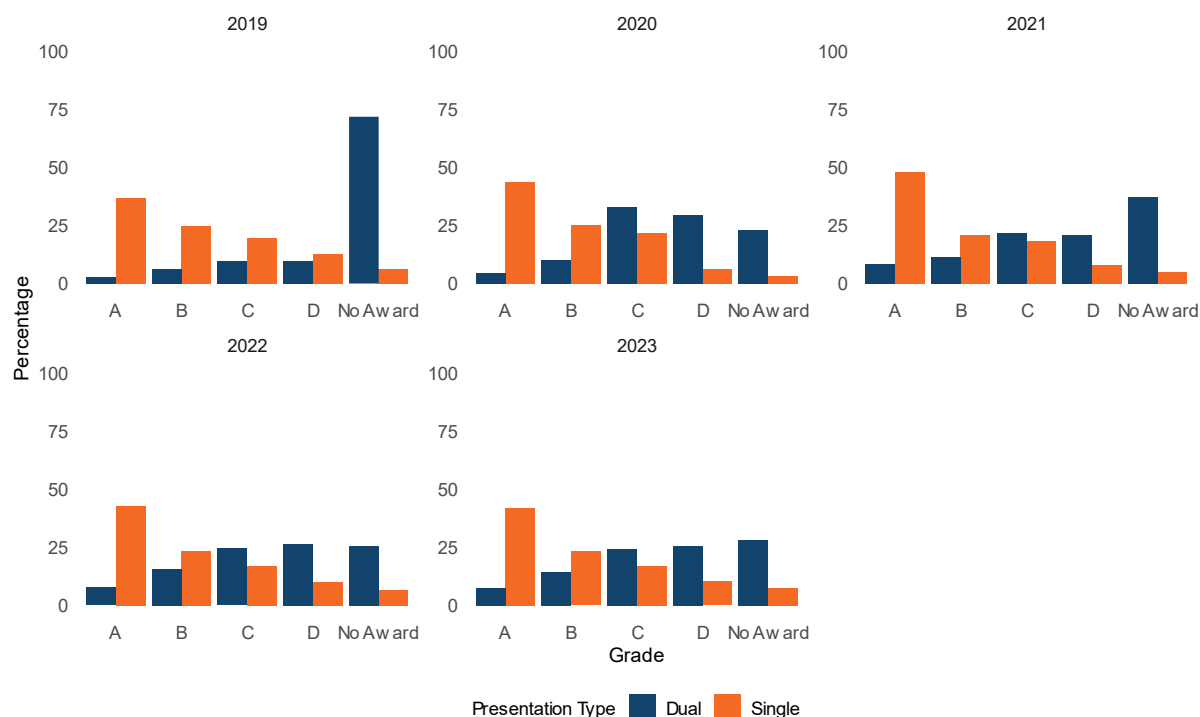 2019 2020 2021
100 100 100
75 75 75
50 50 50
25 25 25
0 0 0
A B C D No Award A B C D No Award A B C D No Award
Percentage
2022 2023
100 100
75 75
50 50
25 25
0 0
A B C D No Award A B C D No Award
Grade
Presentation Type Dual Single